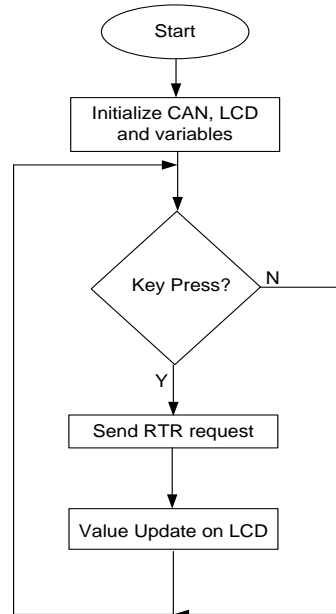 Start
Initialize CAN, LCD
and variables
Key Press?
N
Y
Send RTR request
Value Update on LCD